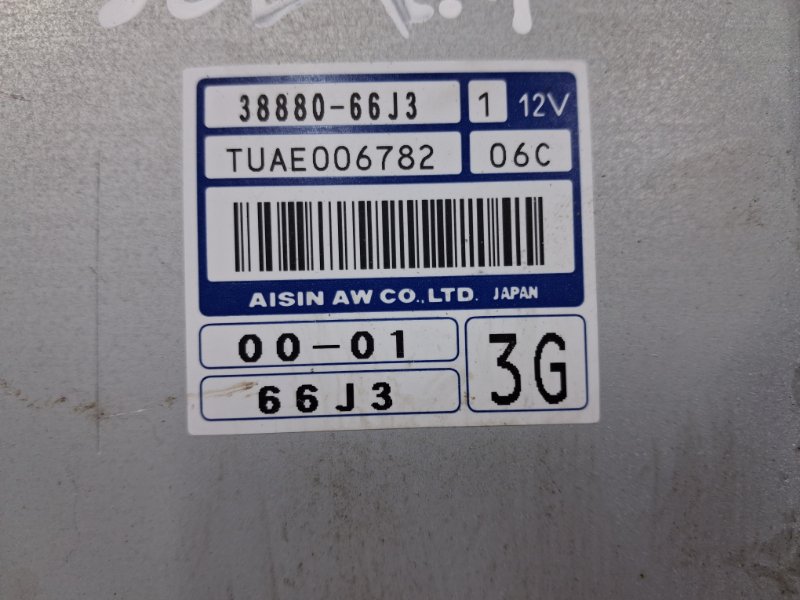 38880-66J3 1 12V
TUAE006782 06C
AISIN AW CO., LTD. JAPAN
00-01
66J3
3G